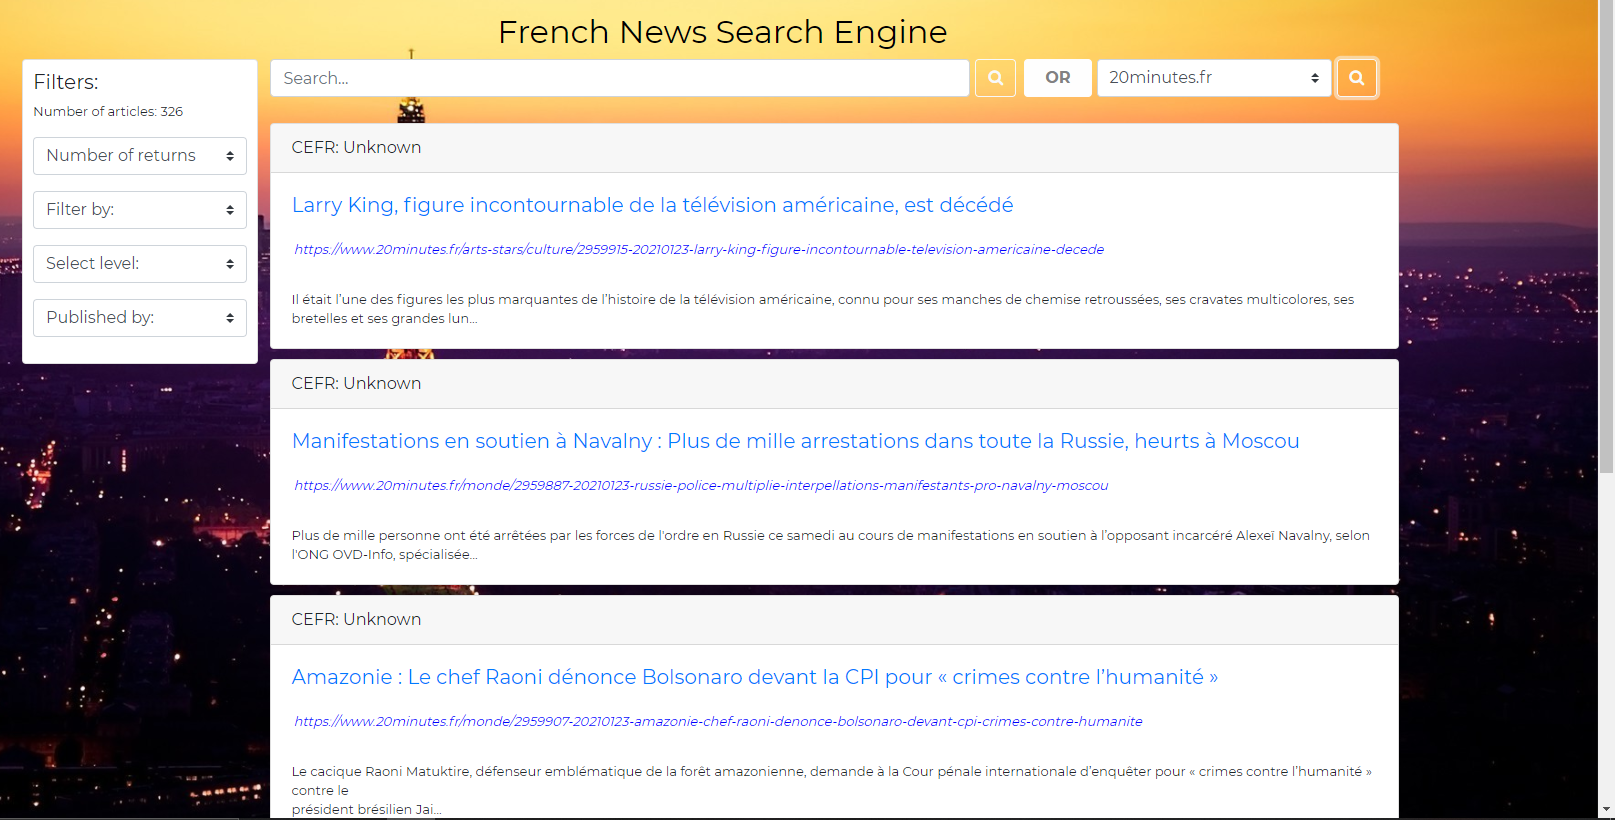 French News Search Engine
Filters:
Number of articles: 326
Number of returns
Filter by:
Select level:
Published by:
Search...
OR
20minutes.fr
CEFR: Unknown
Larry King, figure incontournable de la télévision américaine, est décédé
https://www.20minutes.fr/arts-stars/culture/2959915-20210123-larry-king-figure-incontournable-television-americaine-decede
Il était l’une des figures les plus marquantes de l’histoire de la télévision américaine, connu pour ses manches de chemise retroussées, ses cravates multicolores, ses
bretelles et ses grandes lun...
CEFR: Unknown
Manifestations en soutien à Navalny : Plus de mille arrestations dans toute la Russie, heurts à Moscou
https://www.20minutes.fr/monde/2959887-20210123-russie-police-multiplie-interpellations-manifestants-pro-navalny-moscou
Plus de mille personne ont été arrêtées par les forces de l'ordre en Russie ce samedi au cours de manifestations en soutien à l’opposant incarcéré Alexeï Navalny, selon
l'ONG OVD-Info, spécialisée...
CEFR: Unknown
Amazonie : Le chef Raoni dénonce Bolsonaro devant la CPI pour « crimes contre l’humanité »
https://www.20minutes.fr/monde/2959907-20210123-amazonie-chef-raoni-denonce-bolsonaro-devant-cpi-crimes-contre-humanite
Le cacique Raoni Matuktire, défenseur emblématique de la forêt amazonienne, demande à la Cour pénale internationale d’enquêter pour « crimes contre l’humanité »
contre le
président brésilien Jai...